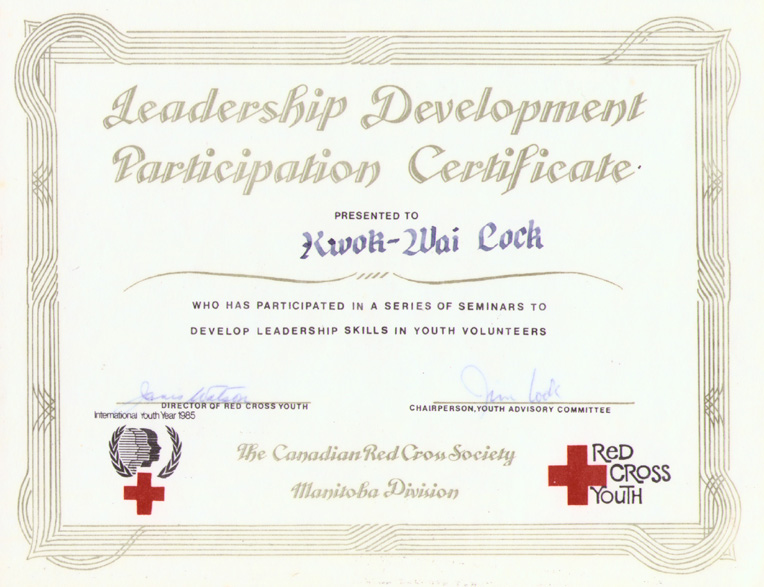 Leadership Development
Participation Certificate
PRESENTED TO
Kwok-Wai Lock
WHO HAS PARTICIPATED IN A SERIES OF SEMINARS TO
DEVELOP LEADERSHIP SKILLS IN YOUTH VOLUNTEERS
DIRECTOR OF RED CROSS YOUTH
CHAIRPERSON, YOUTH ADVISORY COMMITTEE
International Youth Year 1985
The Canadian Red Cross Society
Manitoba Division
ReD
CROSS
YouTH